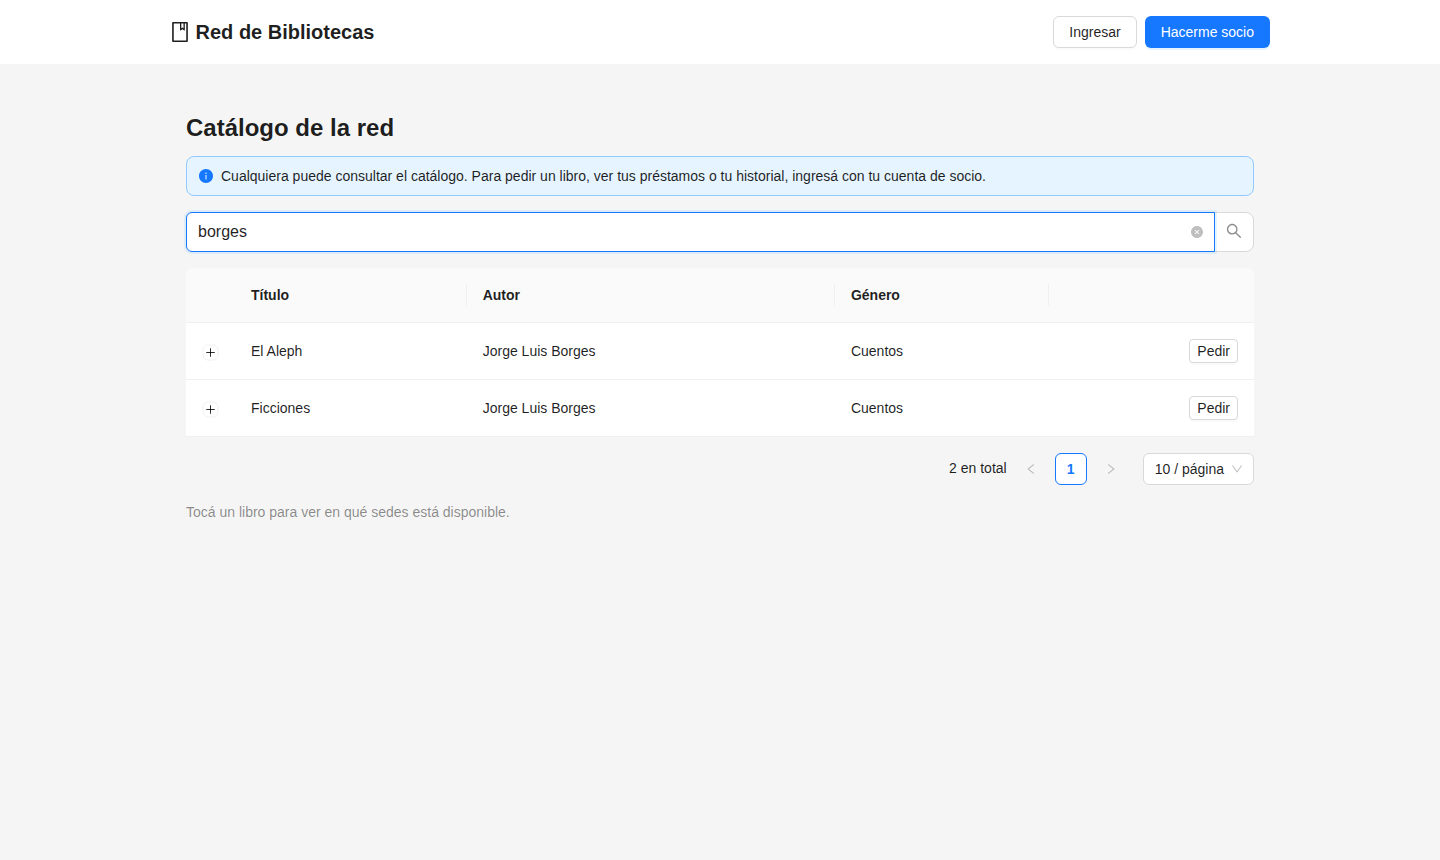 Red de Bibliotecas
Ingresar
Hacerme socio
Catálogo de la red
Cualquiera puede consultar el catálogo. Para pedir un libro, ver tus préstamos o tu historial, ingresá con tu cuenta de socio.
borges
Título Autor Género
El Aleph Jorge Luis Borges Cuentos Pedir
Ficciones Jorge Luis Borges Cuentos Pedir
2 en total 1 10 / página
Tocá un libro para ver en qué sedes está disponible.